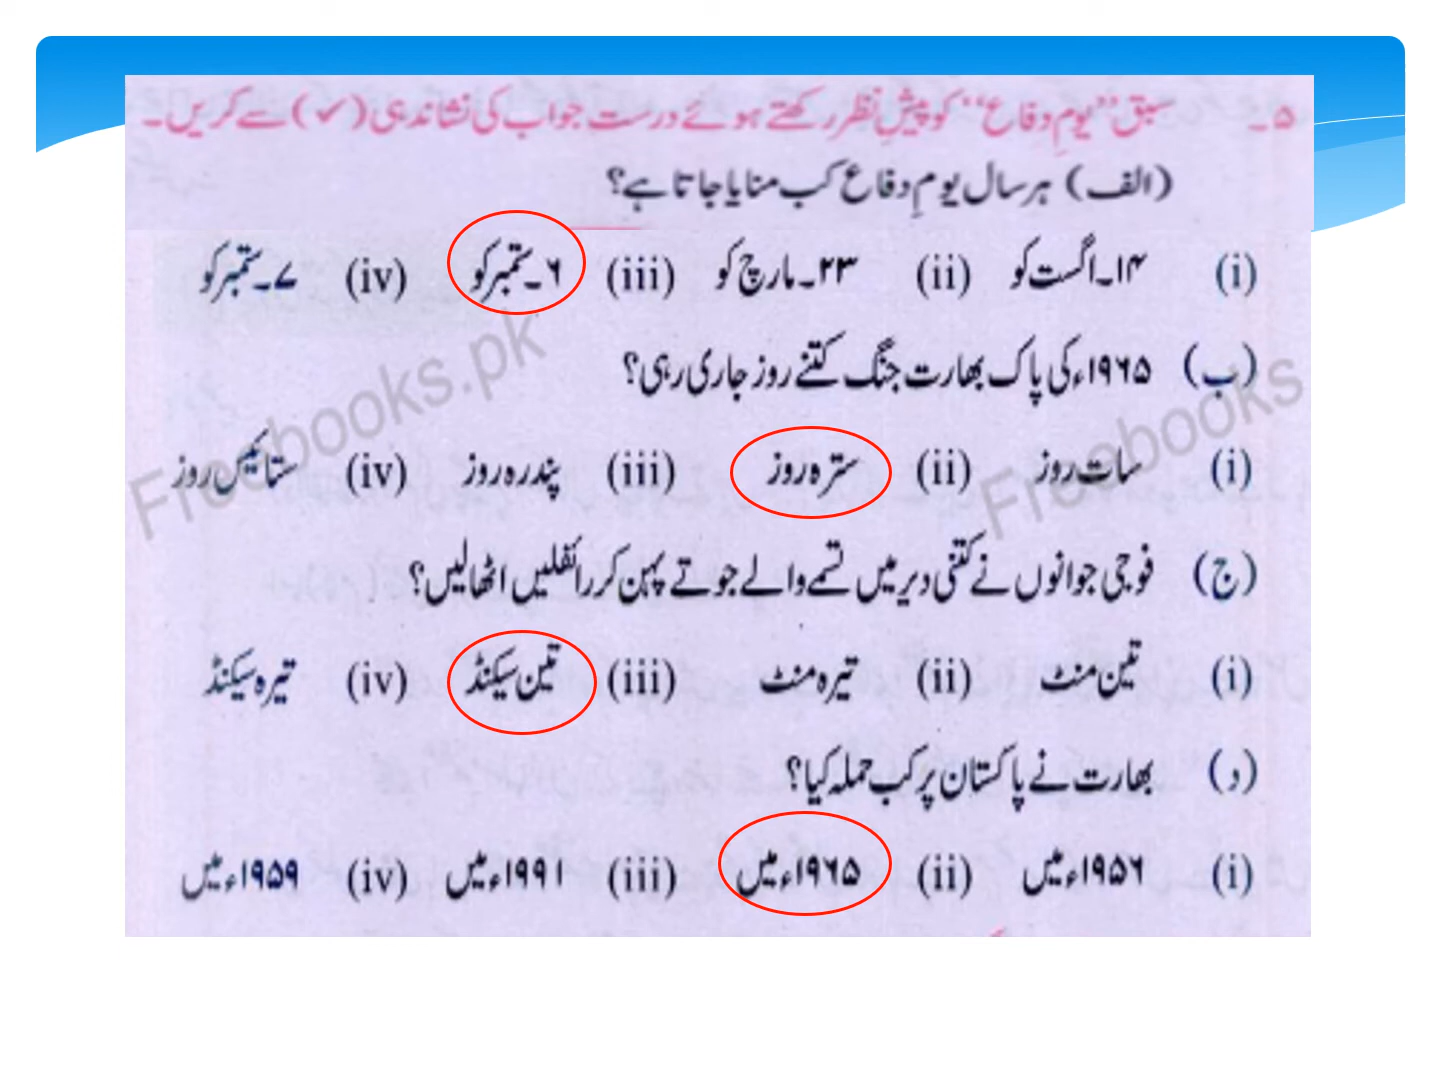 ۵۔ سبق ”یومِ دفاع“ کو پیشِ نظر رکھتے ہوئے درست جواب کی نشاندہی (✓) سے کریں۔
(الف) ہر سال یومِ دفاع کب منایا جاتا ہے؟
(i) ۱۴۔اگست کو (ii) ۲۳۔مارچ کو (iii) ۶۔ستمبر کو (iv) ۷۔ستمبر کو
(ب) ۱۹۶۵ء کی پاک بھارت جنگ کتنے روز جاری رہی؟
(i) سات روز (ii) سترہ روز (iii) پندرہ روز (iv) ستائیس روز
(ج) فوجی جوانوں نے کتنی دیر میں تسمے والے جوتے پہن کر رائفلیں اٹھا لیں؟
(i) تین منٹ (ii) تیرہ منٹ (iii) تین سیکنڈ (iv) تیرہ سیکنڈ
(د) بھارت نے پاکستان پر کب حملہ کیا؟
(i) ۱۹۵۶ء میں (ii) ۱۹۶۵ء میں (iii) ۱۹۹۱ء میں (iv) ۱۹۵۹ء میں
Freebooks.pk
Freebooks